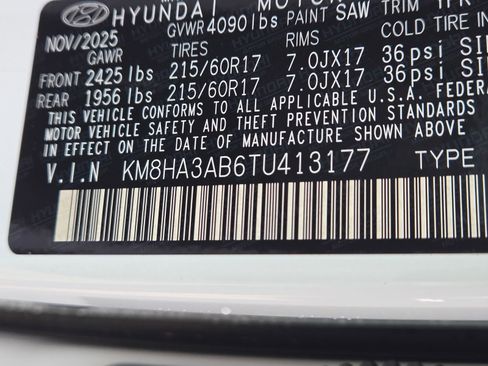 HYUNDAI MOTOR
NOV/2025 GVWR 4090 lbs PAINT SAW TRIM
GAWR TIRES RIMS COLD TIRE
FRONT 2425 lbs 215/60R17 7.0JX17 36 psi
REAR 1956 lbs 215/60R17 7.0JX17 36 psi
THIS VEHICLE CONFORMS TO ALL APPLICABLE U.S.A. FEDERAL
MOTOR VEHICLE SAFETY AND THEFT PREVENTION STANDARDS
IN EFFECT ON THE DATE OF MANUFACTURE SHOWN ABOVE.
V.I.N KM8HA3AB6TU413177 TYPE